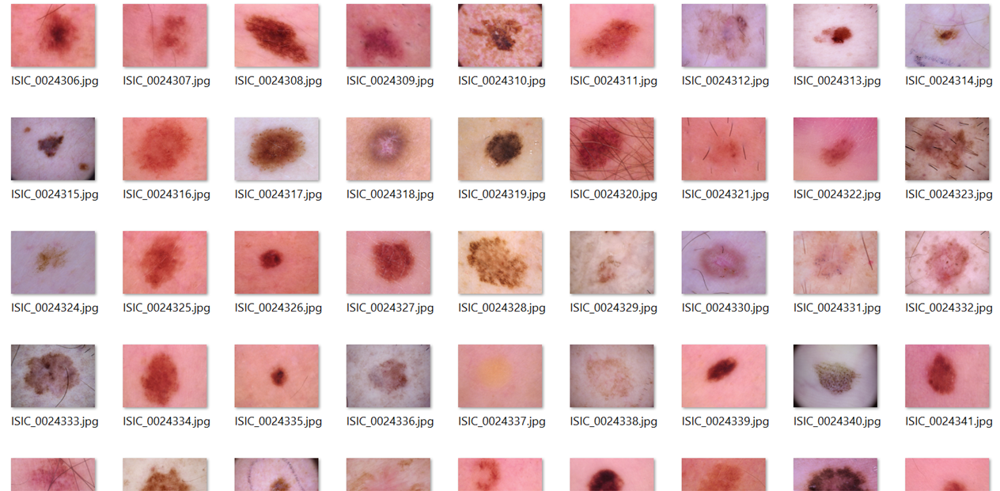 ISIC_0024306.jpg ISIC_0024307.jpg ISIC_0024308.jpg ISIC_0024309.jpg ISIC_0024310.jpg ISIC_0024311.jpg ISIC_0024312.jpg ISIC_0024313.jpg ISIC_0024314.jpg
ISIC_0024315.jpg ISIC_0024316.jpg ISIC_0024317.jpg ISIC_0024318.jpg ISIC_0024319.jpg ISIC_0024320.jpg ISIC_0024321.jpg ISIC_0024322.jpg ISIC_0024323.jpg
ISIC_0024324.jpg ISIC_0024325.jpg ISIC_0024326.jpg ISIC_0024327.jpg ISIC_0024328.jpg ISIC_0024329.jpg ISIC_0024330.jpg ISIC_0024331.jpg ISIC_0024332.jpg
ISIC_0024333.jpg ISIC_0024334.jpg ISIC_0024335.jpg ISIC_0024336.jpg ISIC_0024337.jpg ISIC_0024338.jpg ISIC_0024339.jpg ISIC_0024340.jpg ISIC_0024341.jpg